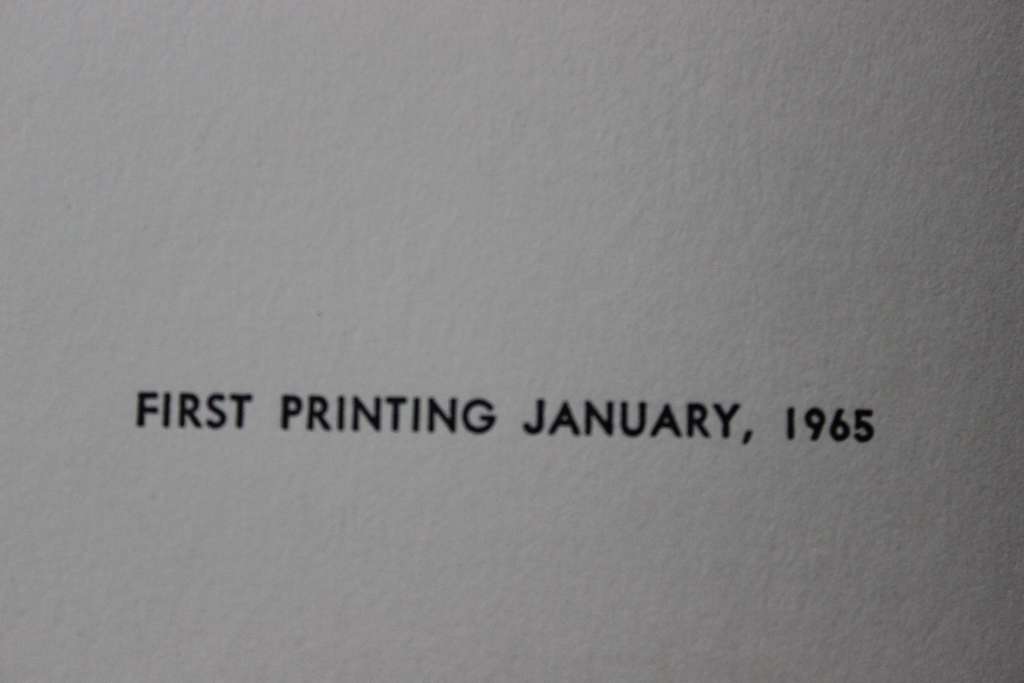 FIRST PRINTING JANUARY, 1965